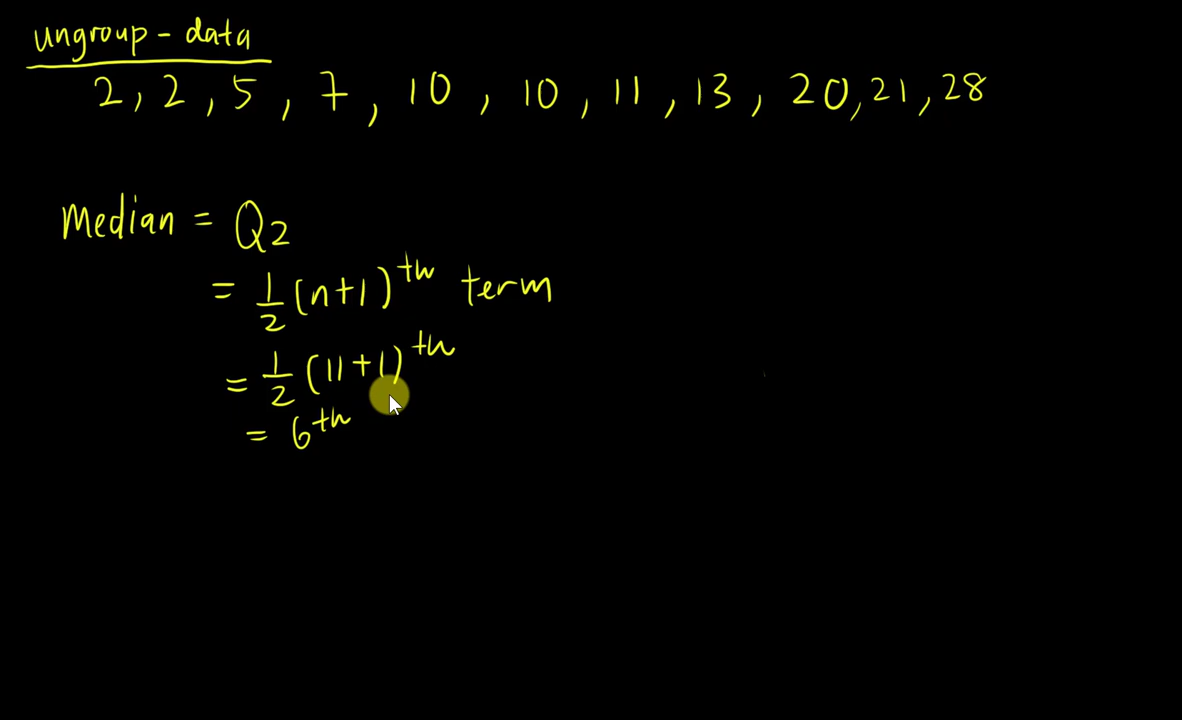 ungroup - data
2, 2, 5, 7, 10, 10, 11, 13, 20, 21, 28
Median = Q2
= 1/2 (n+1)th term
= 1/2 (11+1)th
= 6th